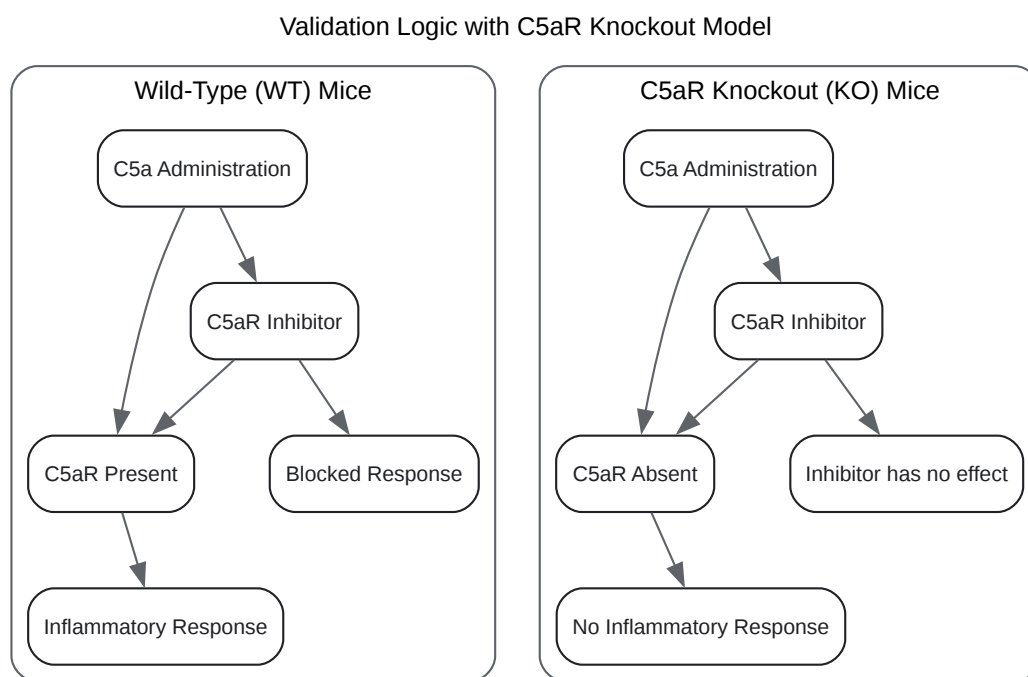 Validation Logic with C5aR Knockout Model
Wild-Type (WT) Mice
C5a Administration
C5aR Inhibitor
C5aR Present
Blocked Response
Inflammatory Response
C5aR Knockout (KO) Mice
C5a Administration
C5aR Inhibitor
C5aR Absent
Inhibitor has no effect
No Inflammatory Response